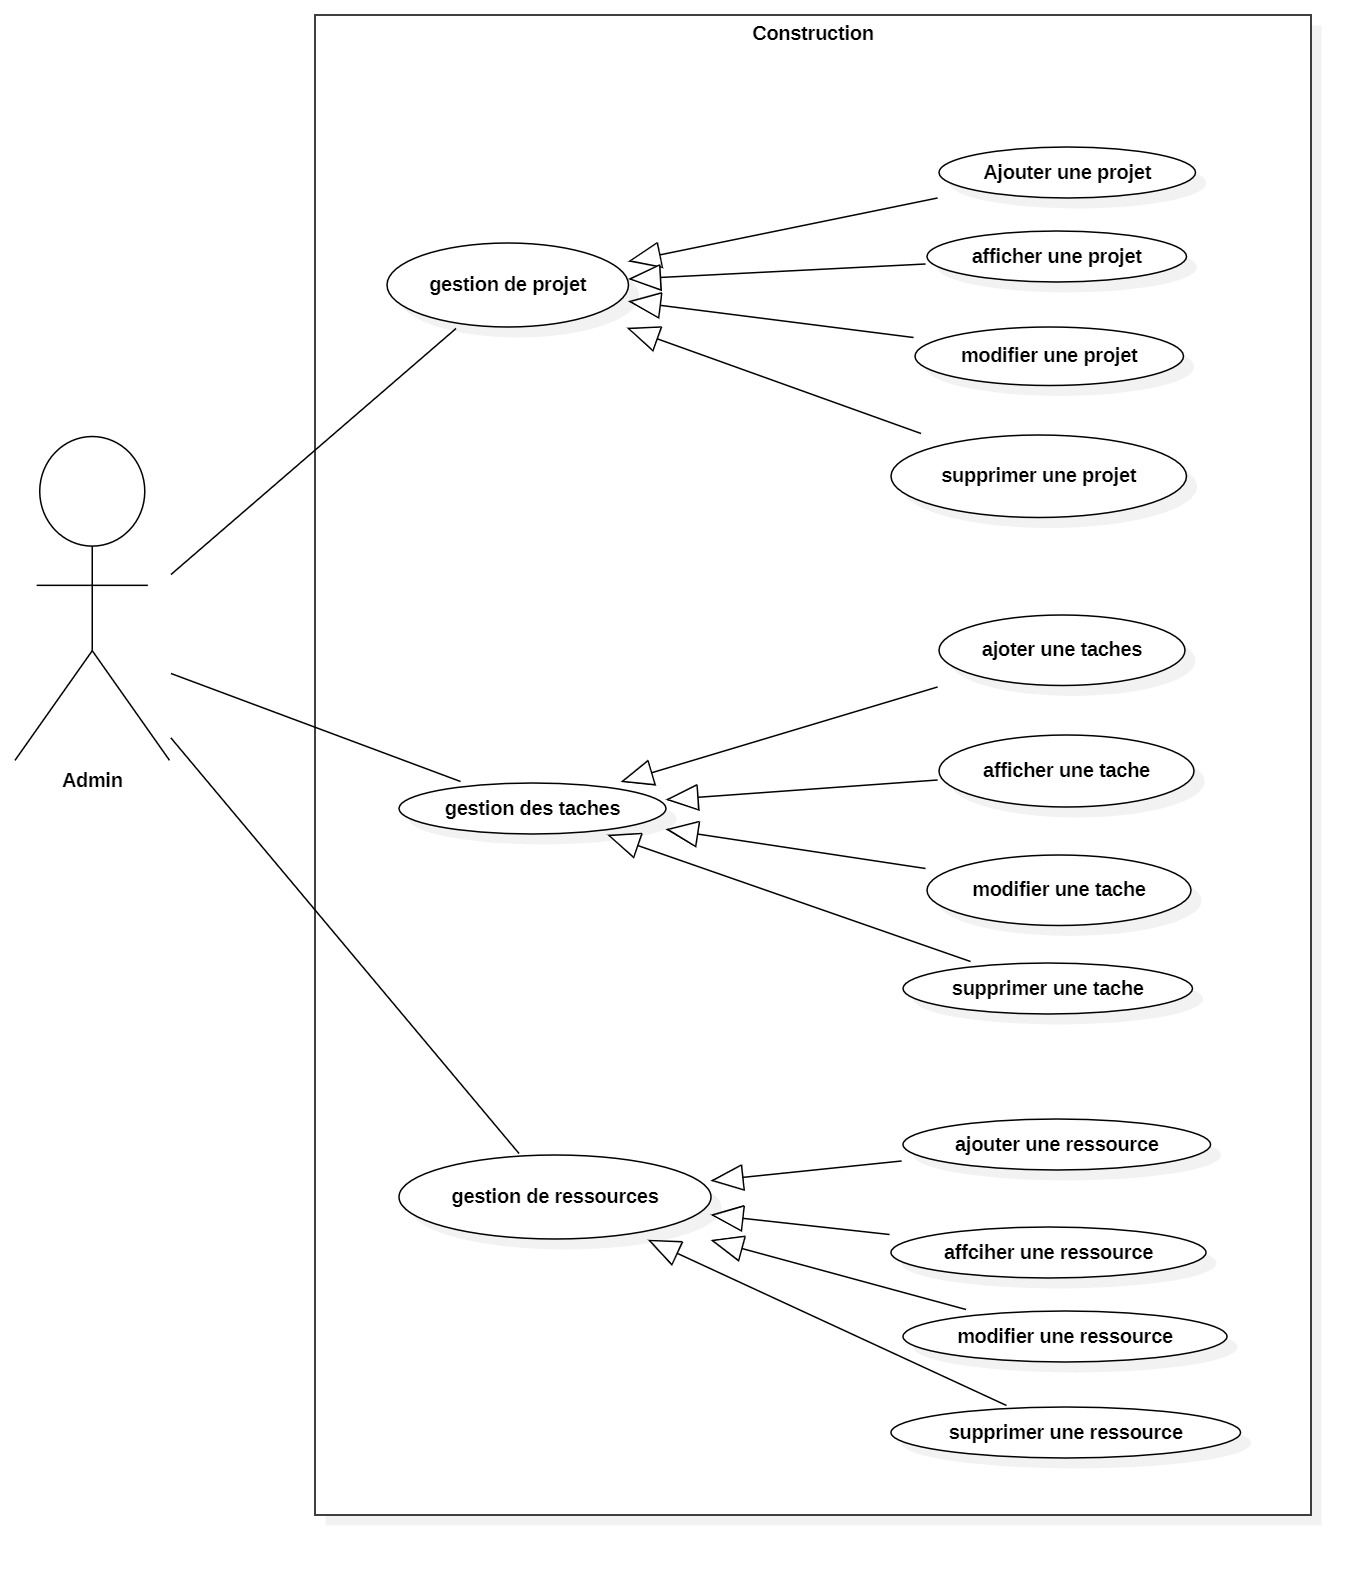 Construction
Ajouter une projet
afficher une projet
gestion de projet
modifier une projet
supprimer une projet
ajoter une taches
afficher une tache
Admin
gestion des taches
modifier une tache
supprimer une tache
ajouter une ressource
gestion de ressources
affciher une ressource
modifier une ressource
supprimer une ressource